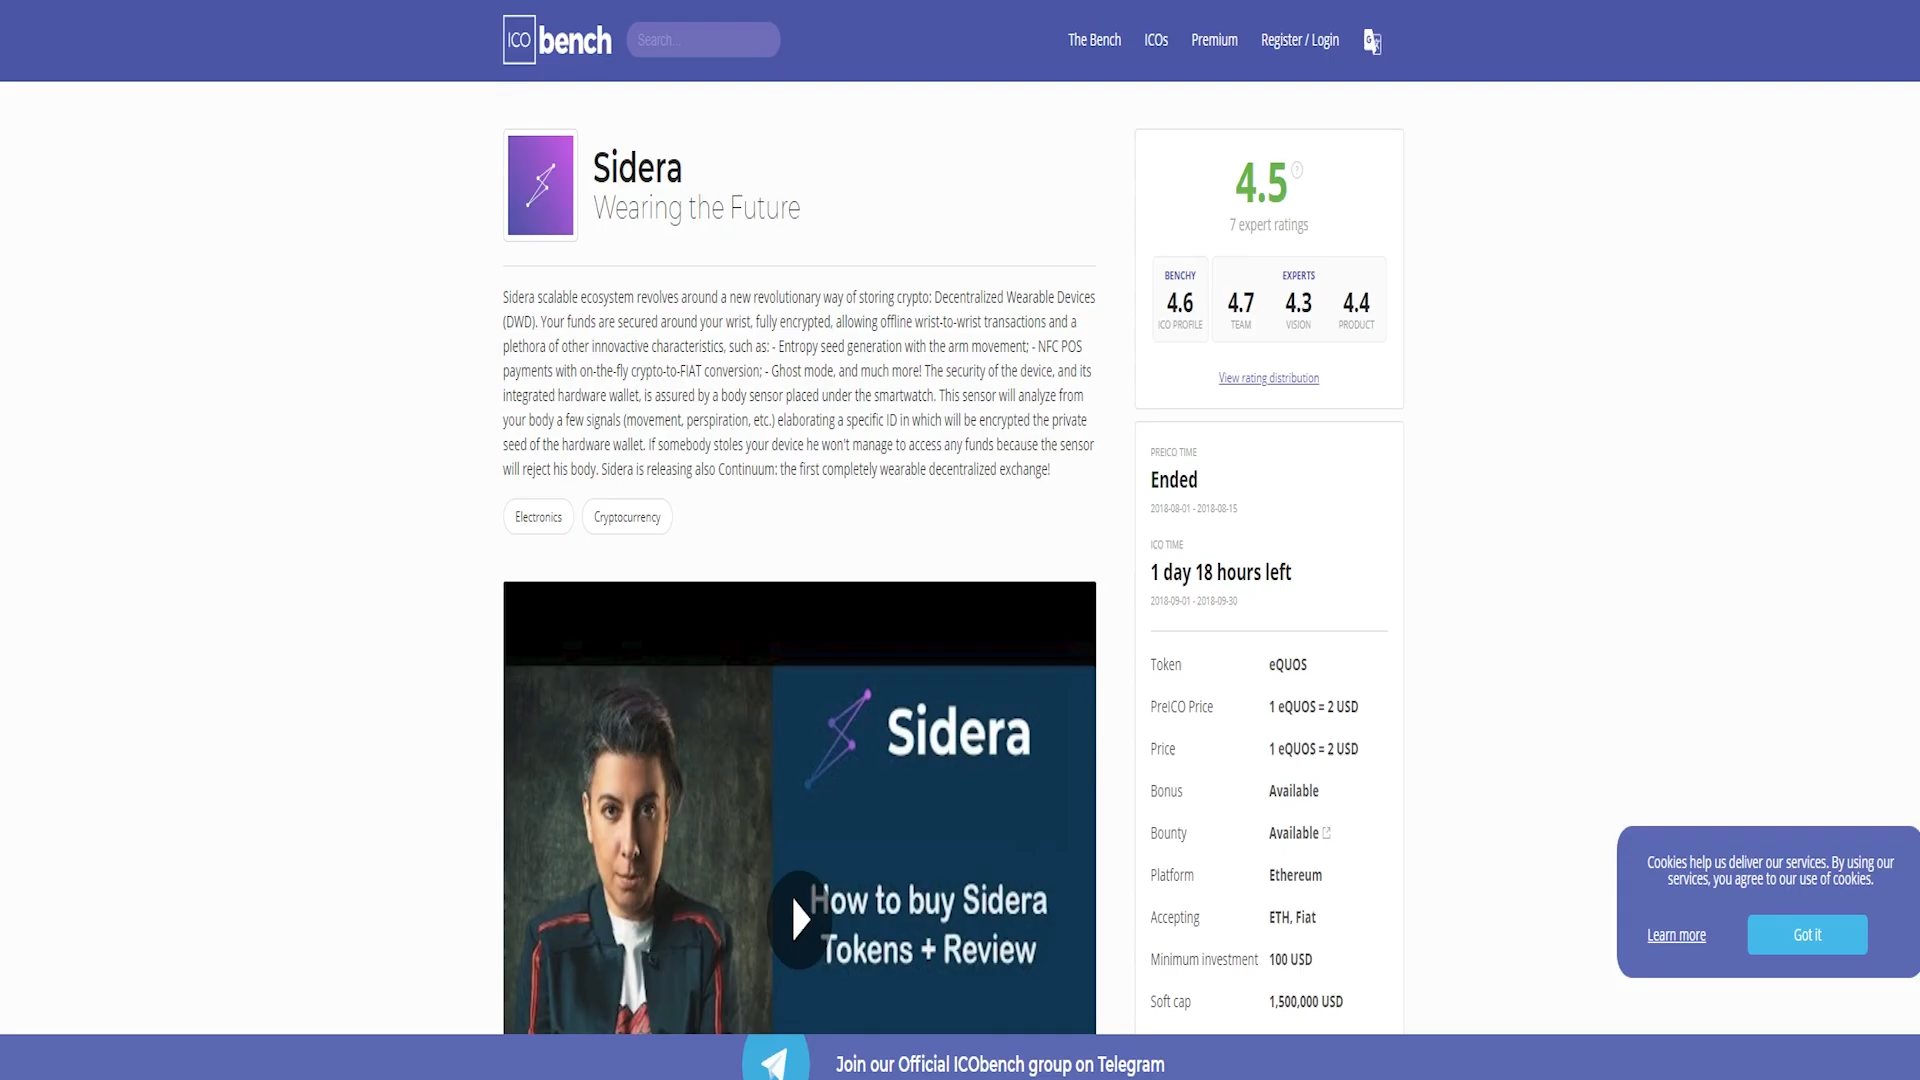 ICO bench
Search...
The Bench
ICOs
Premium
Register / Login
Sidera
Wearing the Future
Sidera scalable ecosystem revolves around a new revolutionary way of storing crypto: Decentralized Wearable Devices
(DWD). Your funds are secured around your wrist, fully encrypted, allowing offline wrist-to-wrist transactions and a
plethora of other innovactive characteristics, such as: - Entropy seed generation with the arm movement; - NFC POS
payments with on-the-fly crypto-to-FIAT conversion; - Ghost mode, and much more! The security of the device, and its
integrated hardware wallet, is assured by a body sensor placed under the smartwatch. This sensor will analyze from
your body a few signals (movement, perspiration, etc.) elaborating a specific ID in which will be encrypted the private
seed of the hardware wallet. If somebody stoles your device he won't manage to access any funds because the sensor
will reject his body. Sidera is releasing also Continuum: the first completely wearable decentralized exchange!
Electronics
Cryptocurrency
Sidera
How to buy Sidera
Tokens + Review
4.5 ?
7 expert ratings
BENCHY
4.6
ICO PROFILE
EXPERTS
4.7 4.3 4.4
TEAM VISION PRODUCT
View rating distribution
PREICO TIME
Ended
2018-08-01 - 2018-08-15
ICO TIME
1 day 18 hours left
2018-09-01 - 2018-09-30
Token eQUOS
PreICO Price 1 eQUOS = 2 USD
Price 1 eQUOS = 2 USD
Bonus Available
Bounty Available
Platform Ethereum
Accepting ETH, Fiat
Minimum investment 100 USD
Soft cap 1,500,000 USD
Cookies help us deliver our services. By using our
services, you agree to our use of cookies.
Learn more
Got it
Join our Official ICObench group on Telegram